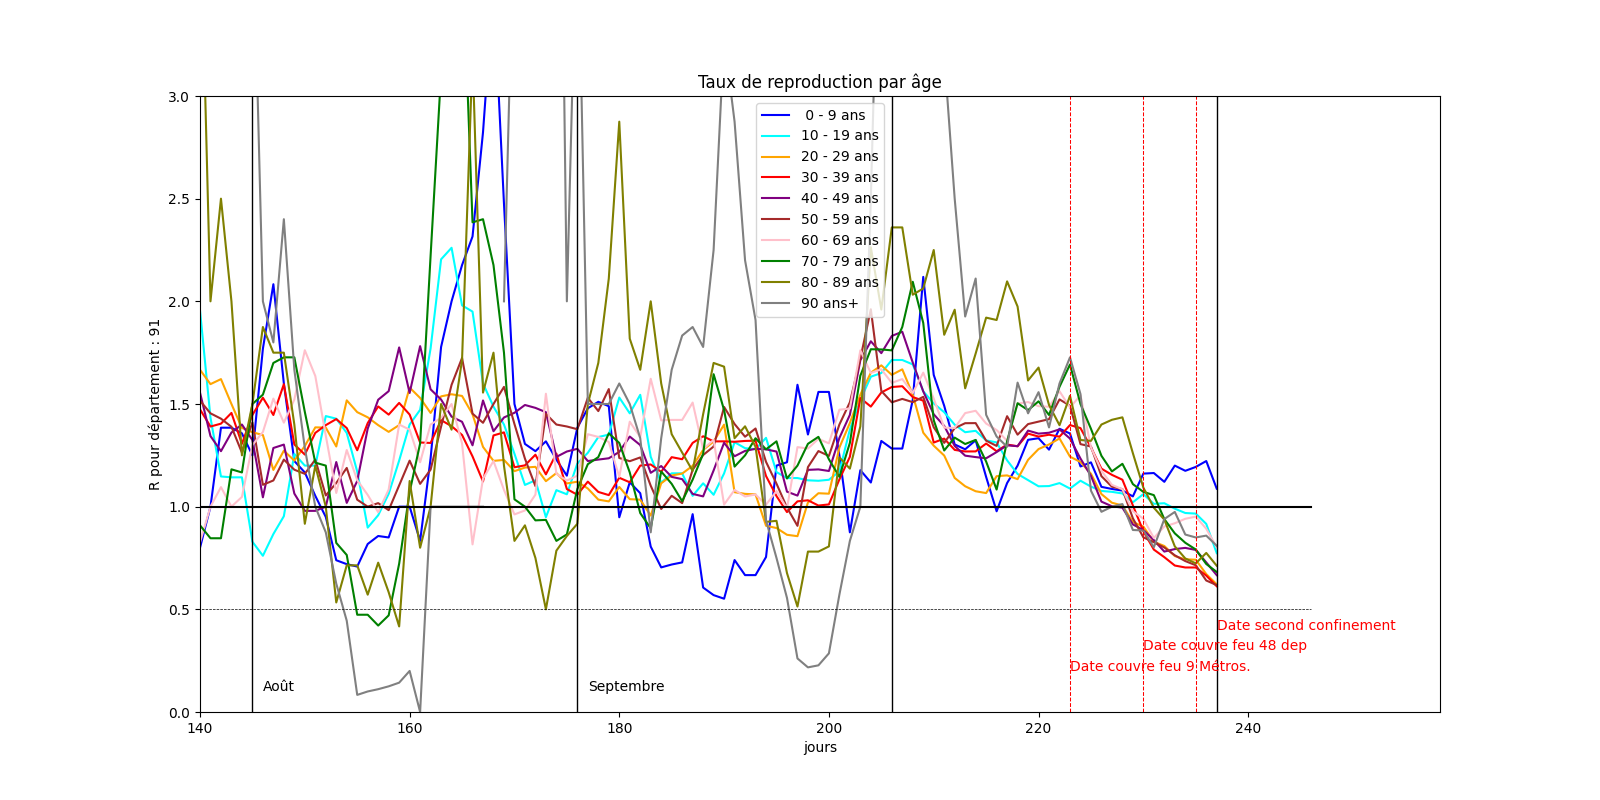 Taux de reproduction par âge
3.0
2.5
2.0
1.5
1.0
0.5
0.0
R pour département : 91
0 - 9 ans
10 - 19 ans
20 - 29 ans
30 - 39 ans
40 - 49 ans
50 - 59 ans
60 - 69 ans
70 - 79 ans
80 - 89 ans
90 ans+
Date second confinement
Date couvre feu 48 dep
Date couvre feu 9 Métros.
Août
Septembre
140
160
180
200
220
240
jours